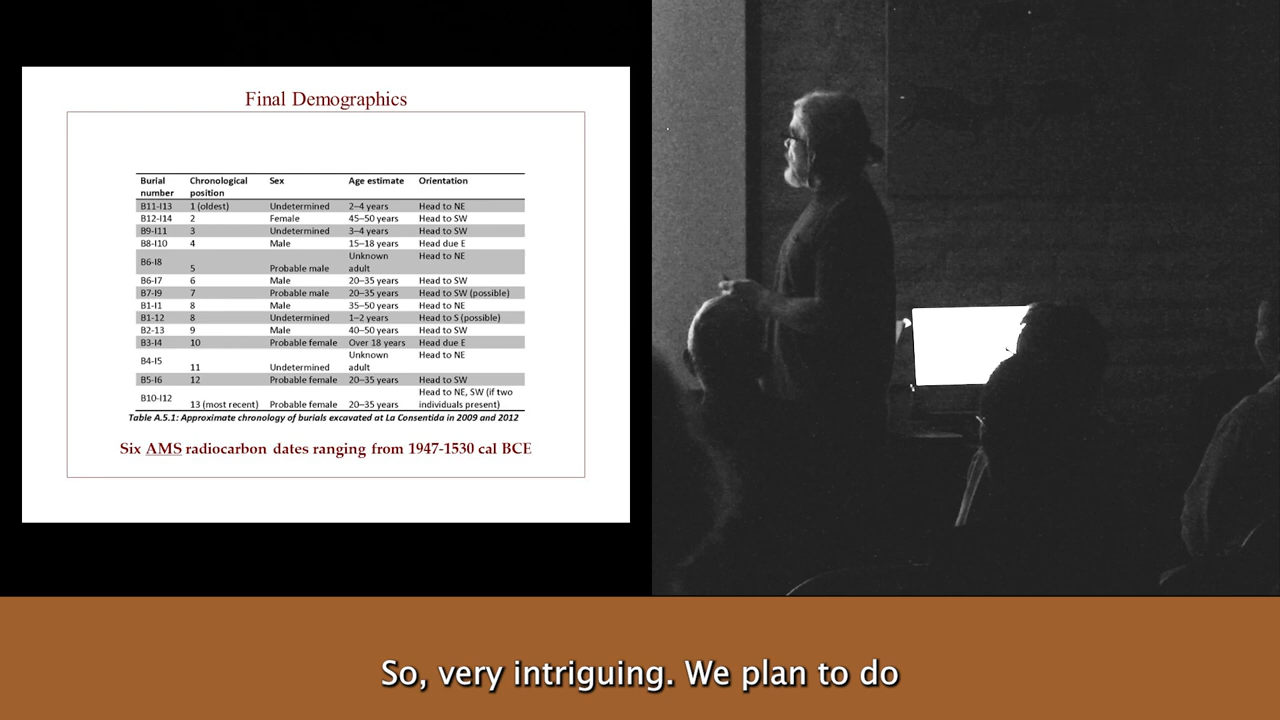 Final Demographics
Burial number Chronological position Sex Age estimate Orientation
B11-I13 1 (oldest) Undetermined 2–4 years Head to NE
B12-I14 2 Female 45–50 years Head to SW
B9-I11 3 Undetermined 3–4 years Head to SW
B8-I10 4 Male 15–18 years Head due E
B6-I8 5 Probable male Unknown adult Head to NE
B6-I7 6 Male 20–35 years Head to SW
B7-I9 7 Probable male 20–35 years Head to SW (possible)
B1-I1 8 Male 35–50 years Head to NE
B1-12 8 Undetermined 1–2 years Head to S (possible)
B2-13 9 Male 40–50 years Head to SW
B3-I4 10 Probable female Over 18 years Head due E
B4-I5 11 Undetermined Unknown adult Head to NE
B5-I6 12 Probable female 20–35 years Head to SW
B10-I12 13 (most recent) Probable female 20–35 years Head to NE, SW (if two individuals present)
Table A.5.1: Approximate chronology of burials excavated at La Consentida in 2009 and 2012
Six AMS radiocarbon dates ranging from 1947-1530 cal BCE
So, very intriguing. We plan to do